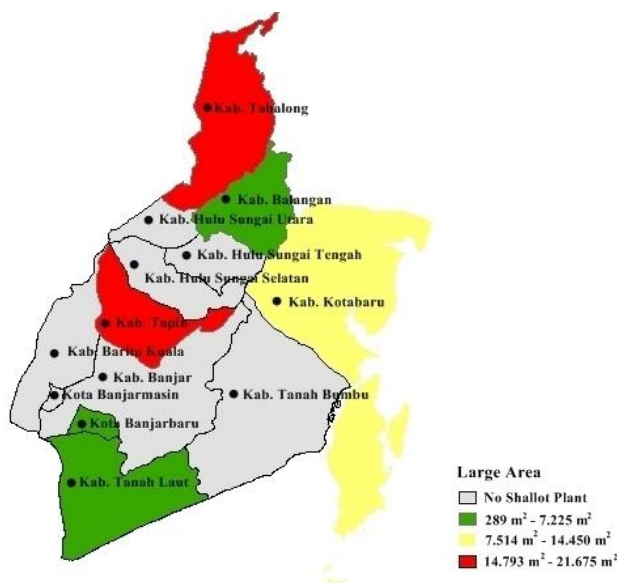 Kab. Tabalong
Kab. Balangan
Kab. Hulu Sungai Utara
Kab. Hulu Sungai Tengah
Kab. Hulu Sungai Selatan
Kab. Kotabaru
Kab. Tapin
Kab. Barito Kuala
Kab. Banjar
Kota Banjarmasin
Kab. Tanah Bumbu
Kota Banjarbaru
Kab. Tanah Laut
Large Area
No Shallot Plant
289 m² - 7.225 m²
7.514 m² - 14.450 m²
14.793 m² - 21.675 m²